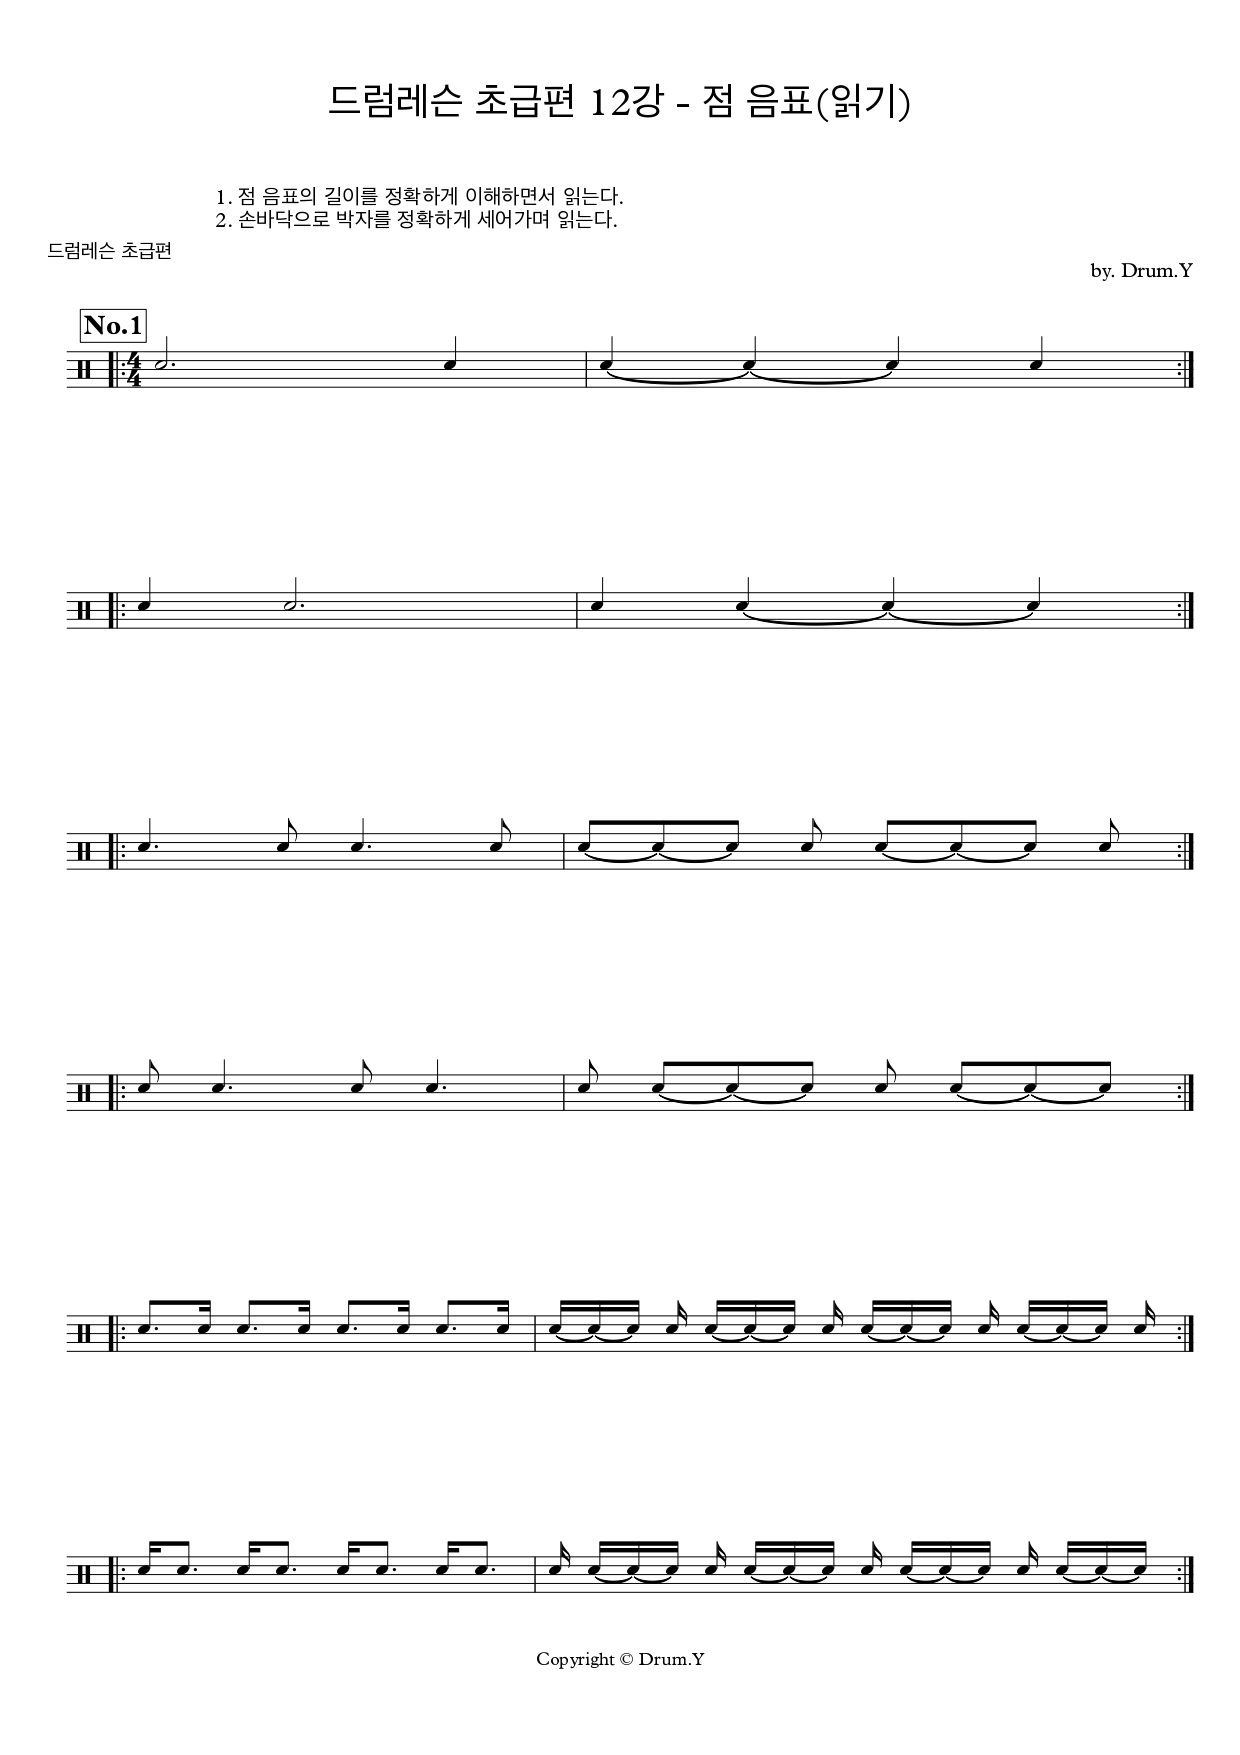 드럼레슨 초급편 12강 - 점 음표(읽기)
1. 점 음표의 길이를 정확하게 이해하면서 읽는다.
2. 손바닥으로 박자를 정확하게 세어가며 읽는다.
드럼레슨 초급편
by. Drum.Y
No.1
4
4
Copyright © Drum.Y